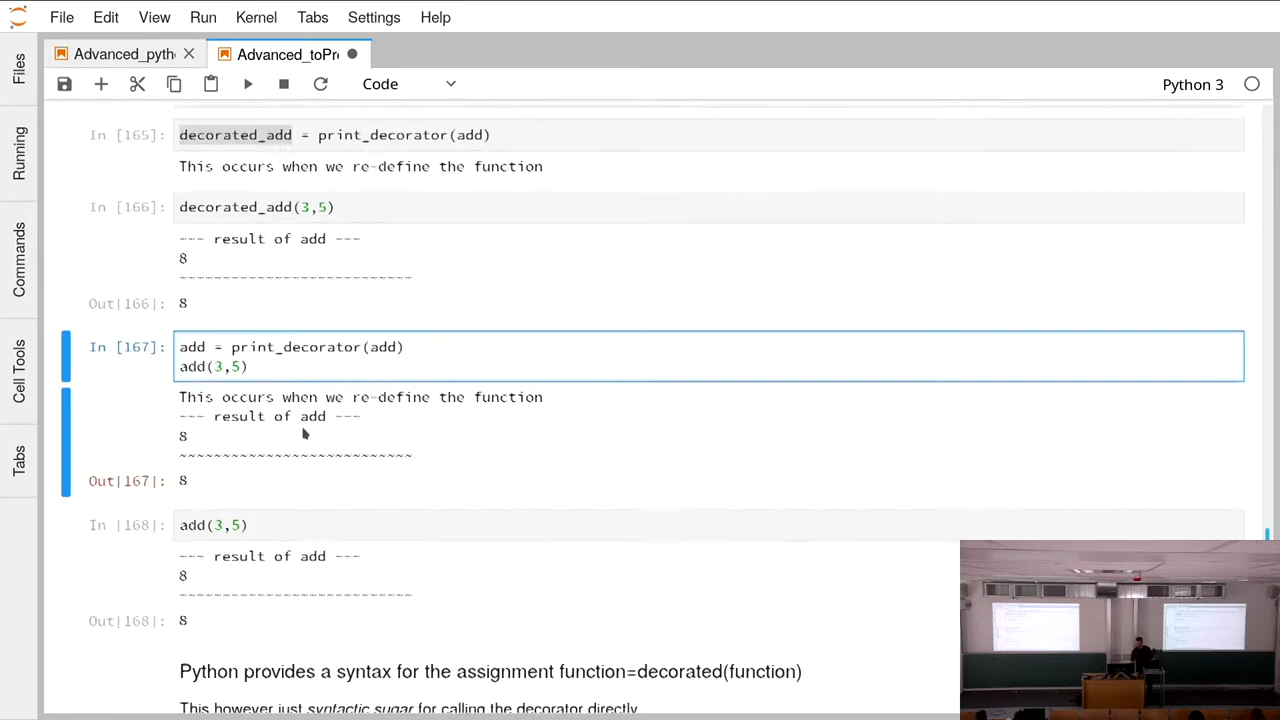 File Edit View Run Kernel Tabs Settings Help
Files
Running
Commands
Cell Tools
Tabs
Advanced_pyth
Advanced_toPr
Code
Python 3
In [165]: decorated_add = print_decorator(add)
This occurs when we re-define the function
In [166]: decorated_add(3,5)
~~~ result of add ~~~
8
~~~~~~~~~~~~~~~~~~~~~~~~~~~
Out[166]: 8
In [167]: add = print_decorator(add)
add(3,5)
This occurs when we re-define the function
~~~ result of add ~~~
8
~~~~~~~~~~~~~~~~~~~~~~~~~~~
Out[167]: 8
In [168]: add(3,5)
~~~ result of add ~~~
8
~~~~~~~~~~~~~~~~~~~~~~~~~~~
Out[168]: 8
Python provides a syntax for the assignment function=decorated(function)
This however just syntactic sugar for calling the decorator directly